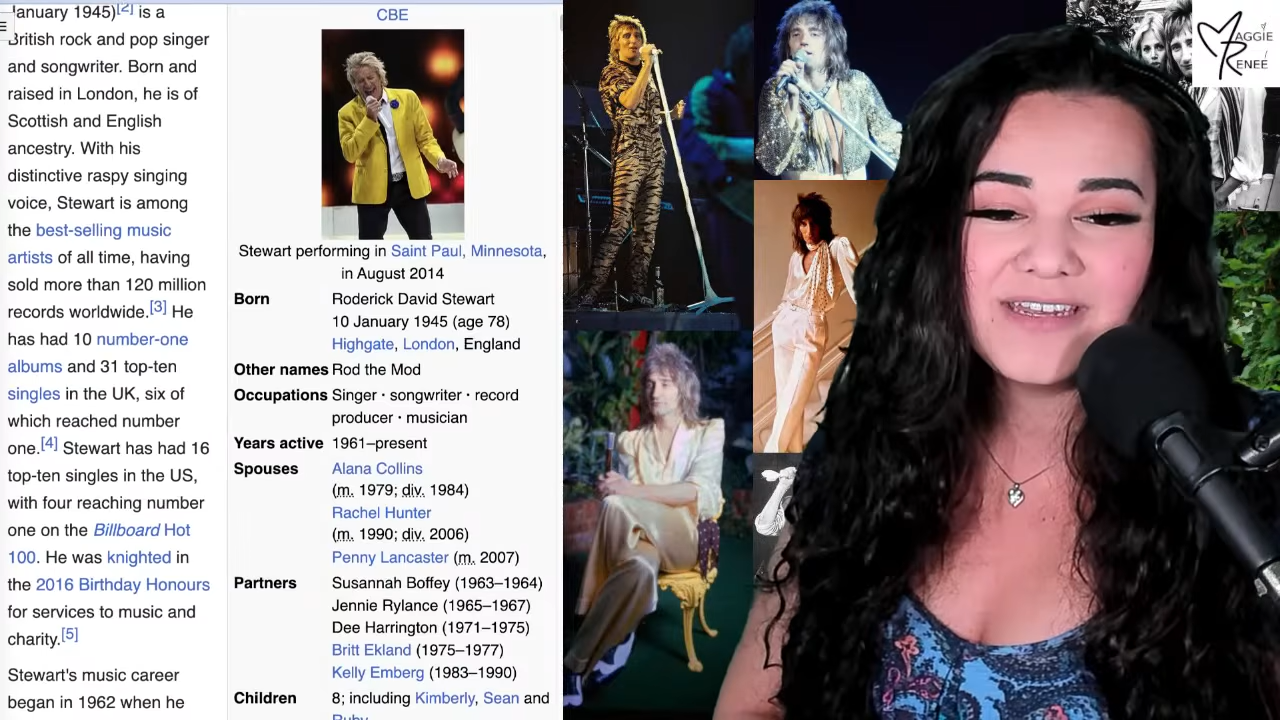 January 1945)[2] is a
British rock and pop singer
and songwriter. Born and
raised in London, he is of
Scottish and English
ancestry. With his
distinctive raspy singing
voice, Stewart is among
the best-selling music
artists of all time, having
sold more than 120 million
records worldwide.[3] He
has had 10 number-one
albums and 31 top-ten
singles in the UK, six of
which reached number
one.[4] Stewart has had 16
top-ten singles in the US,
with four reaching number
one on the Billboard Hot
100. He was knighted in
the 2016 Birthday Honours
for services to music and
charity.[5]
Stewart's music career
began in 1962 when he
CBE
Stewart performing in Saint Paul, Minnesota,
in August 2014
Born Roderick David Stewart
10 January 1945 (age 78)
Highgate, London, England
Other names Rod the Mod
Occupations Singer · songwriter · record
producer · musician
Years active 1961–present
Spouses Alana Collins
(m. 1979; div. 1984)
Rachel Hunter
(m. 1990; div. 2006)
Penny Lancaster (m. 2007)
Partners Susannah Boffey (1963–1964)
Jennie Rylance (1965–1967)
Dee Harrington (1971–1975)
Britt Ekland (1975–1977)
Kelly Emberg (1983–1990)
Children 8; including Kimberly, Sean and
Ruby
MAGGIE
RENEE